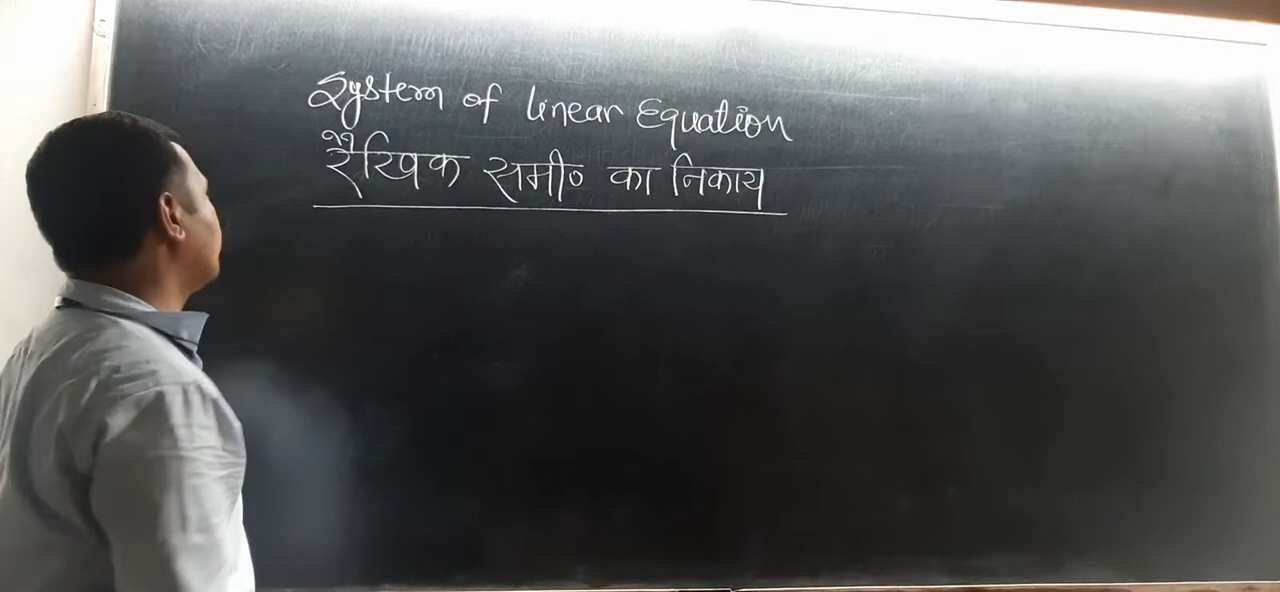 System of linear Equation
रैखिक समी० का निकाय